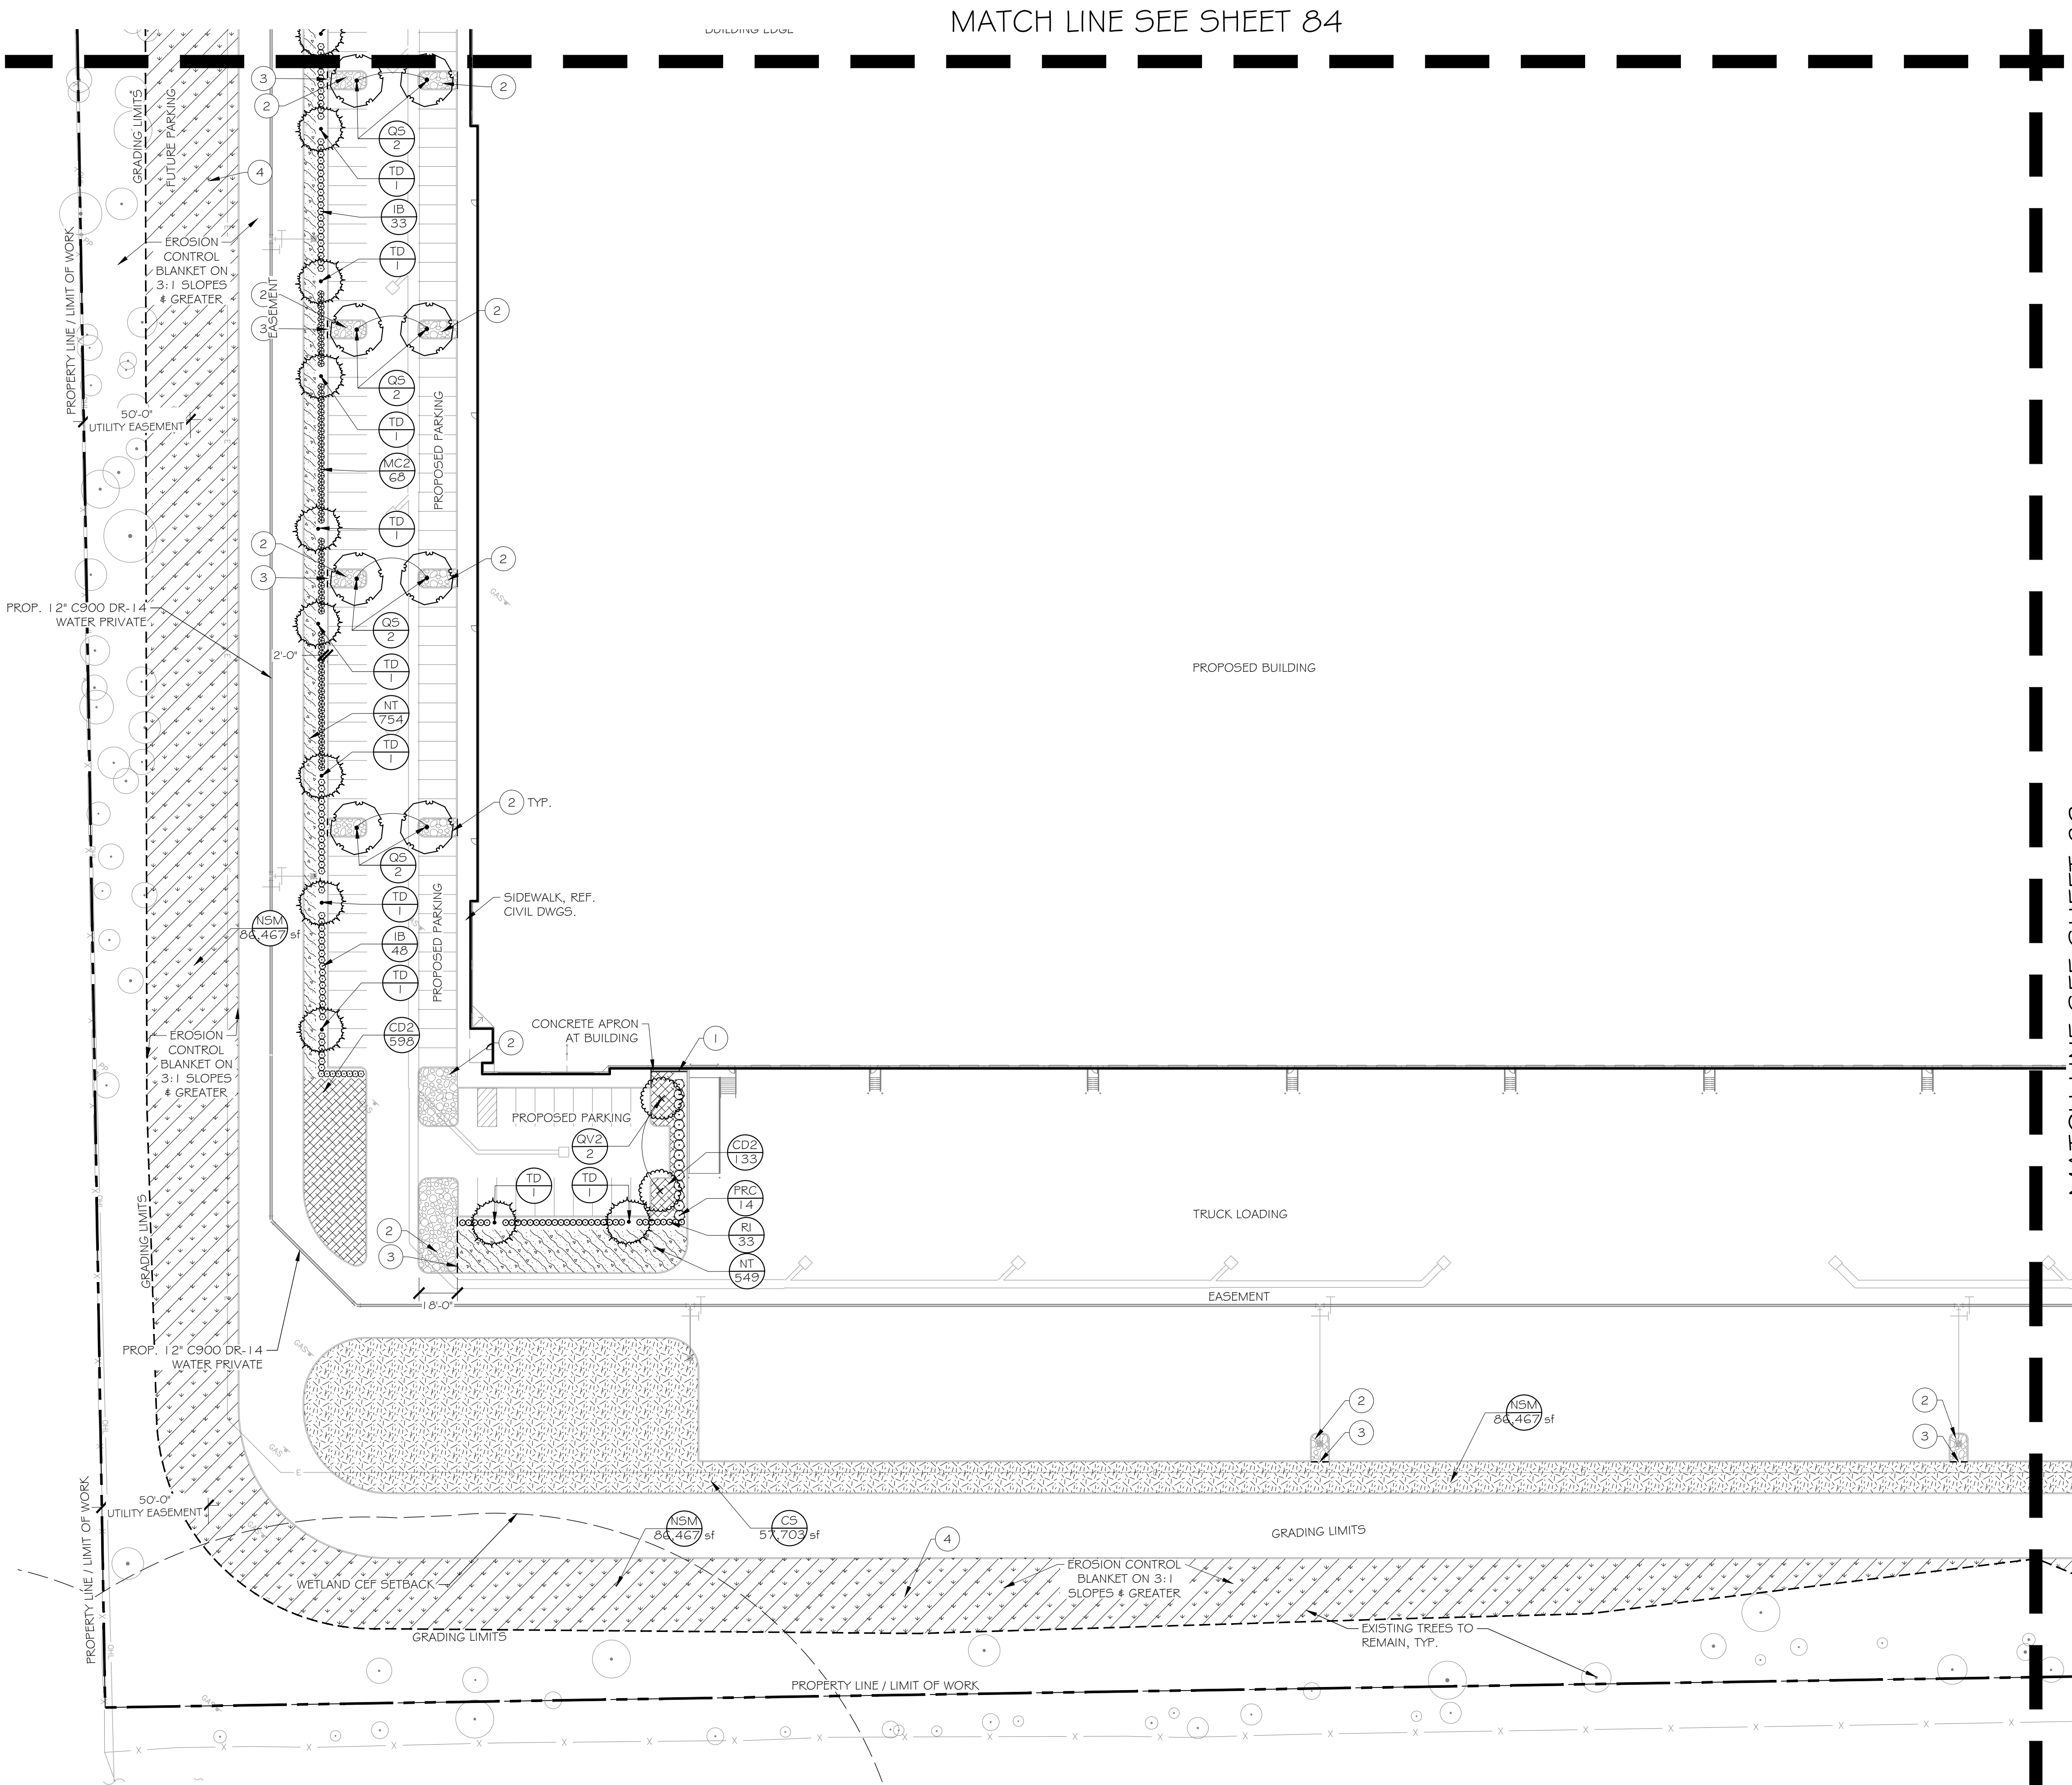 MATCH LINE SEE SHEET 84
3
2
2
GRADING LIMITS
FUTURE PARKING
QS
2
4
TD
1
IB
33
PROPERTY LINE / LIMIT OF WORK
EROSION
CONTROL
BLANKET ON
3:1 SLOPES
& GREATER
TD
1
2
EASEMENT
2
3
QS
2
50'-0"
UTILITY EASEMENT
TD
1
PROPOSED PARKING
MC2
68
TD
1
2
2
3
GAS
PROP. 12" C900 DR-14
WATER PRIVATE
QS
2
2'-0"
TD
1
PROPOSED BUILDING
NT
754
TD
1
2 TYP.
QS
2
SIDEWALK, REF.
CIVIL DWGS.
TD
1
PROPOSED PARKING
NSM
86,467 sf
IB
48
TD
1
EROSION
CONTROL
BLANKET ON
3:1 SLOPES
& GREATER
CD2
598
2
CONCRETE APRON
AT BUILDING
1
PROPOSED PARKING
QV2
2
CD2
133
TD
1
TD
1
PRC
14
RI
33
NT
549
2
3
GRADING LIMITS
TRUCK LOADING
18'-0"
EASEMENT
PROP. 12" C900 DR-14
WATER PRIVATE
GAS
GAS
E
2
3
NSM
86,467 sf
2
3
PROPERTY LINE / LIMIT OF WORK
50'-0"
UTILITY EASEMENT
NSM
86,467 sf
CS
57,703 sf
4
GRADING LIMITS
WETLAND CEF SETBACK
EROSION CONTROL
BLANKET ON 3:1
SLOPES & GREATER
GRADING LIMITS
EXISTING TREES TO
REMAIN, TYP.
PROPERTY LINE / LIMIT OF WORK
GAS